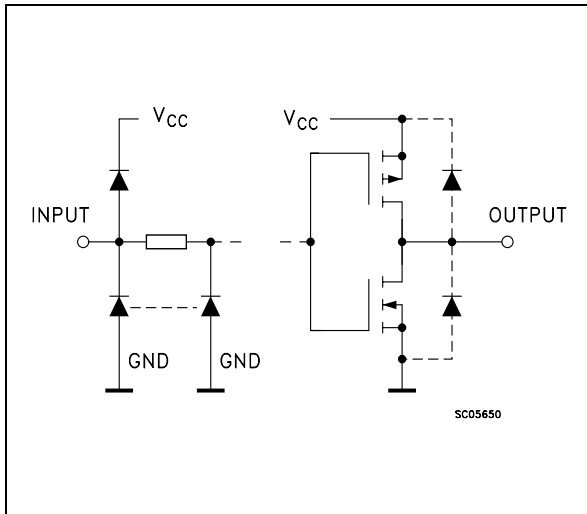 VCC
VCC
INPUT
OUTPUT
GND
GND
SC05650